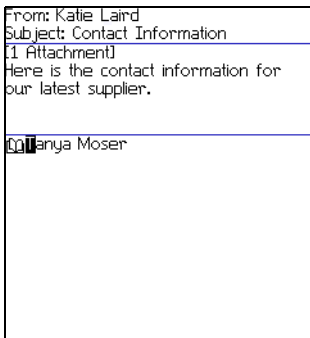 From: Katie Laird
Subject: Contact Information
[1 Attachment]
Here is the contact information for
our latest supplier.
Tanya Moser